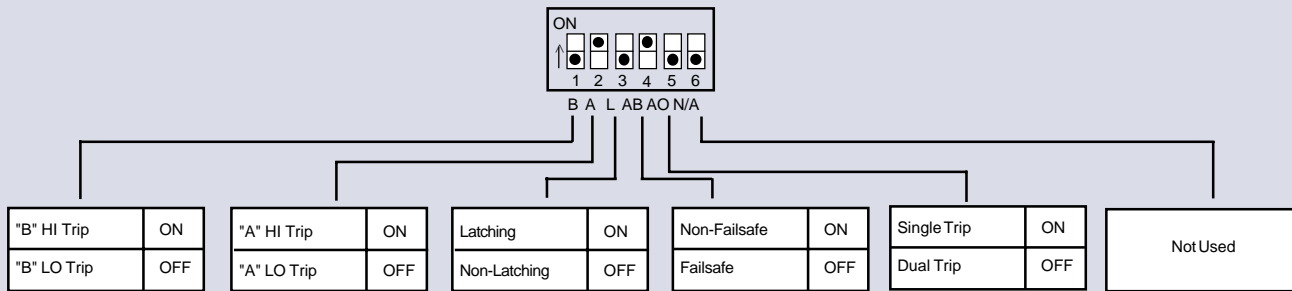 ON
1 2 3 4 5 6
B A L AB AO N/A
"B" HI Trip ON
"B" LO Trip OFF
"A" HI Trip ON
"A" LO Trip OFF
Latching ON
Non-Latching OFF
Non-Failsafe ON
Failsafe OFF
Single Trip ON
Dual Trip OFF
Not Used